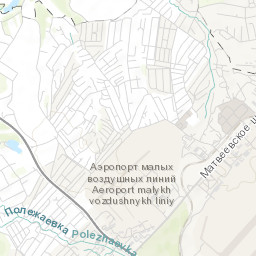 Аэропорт малых
воздушных линий
Aeroport malykh
vozdushnykh liniy
Матвеевское
Полежаевка Polezhaevka